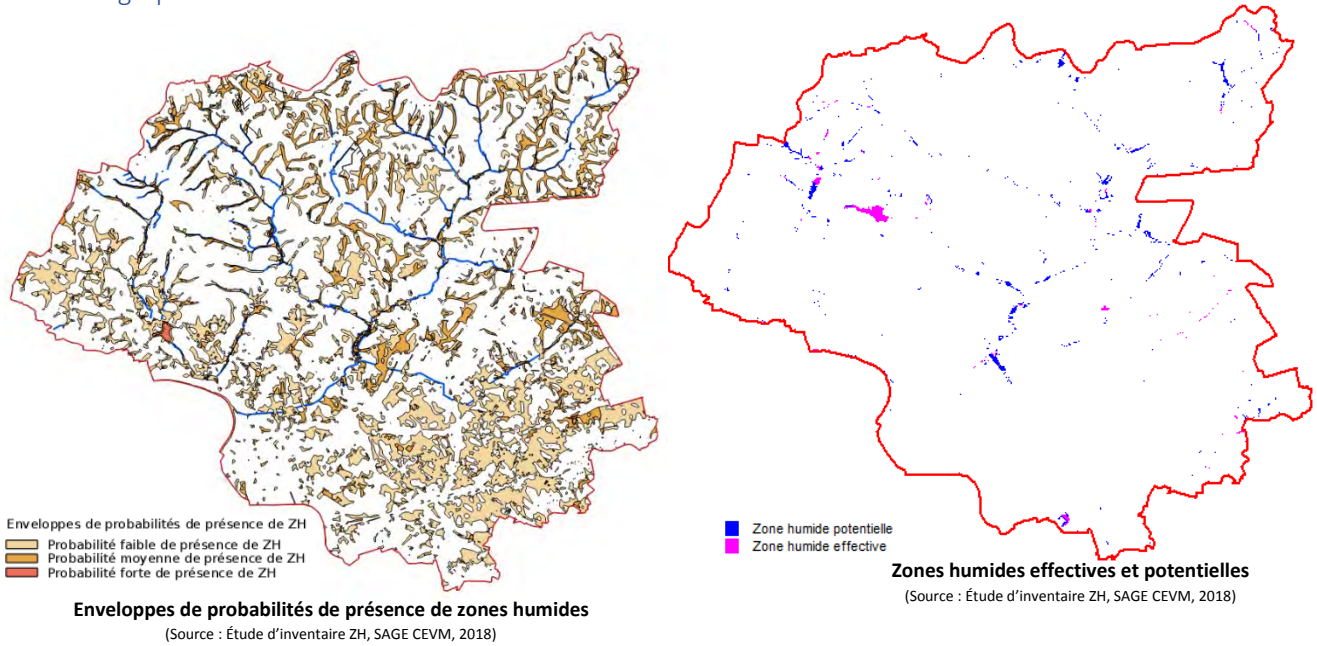 Enveloppes de probabilités de présence de ZH
Probabilité faible de présence de ZH
Probabilité moyenne de présence de ZH
Probabilité forte de présence de ZH
Enveloppes de probabilités de présence de zones humides
(Source : Étude d'inventaire ZH, SAGE CEVM, 2018)
Zone humide potentielle
Zone humide effective
Zones humides effectives et potentielles
(Source : Étude d'inventaire ZH, SAGE CEVM, 2018)